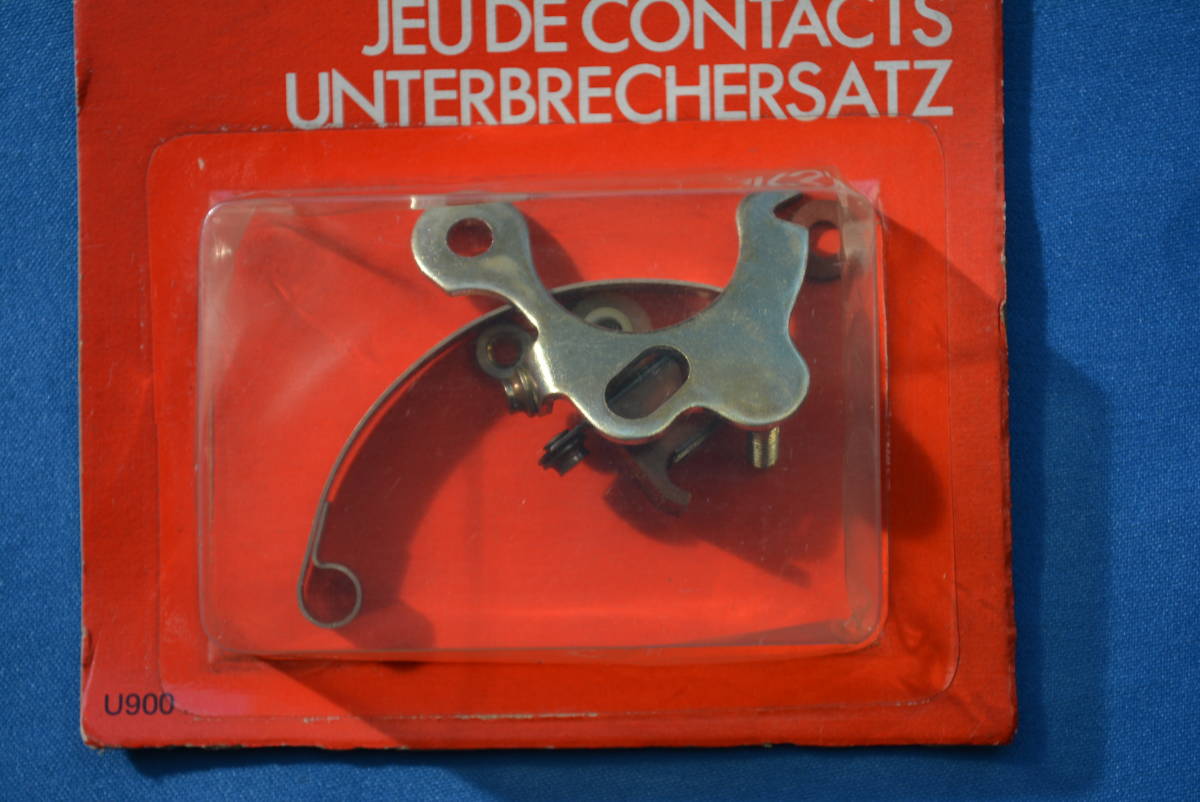 JEU DE CONTACTS
UNTERBRECHERSATZ
U900